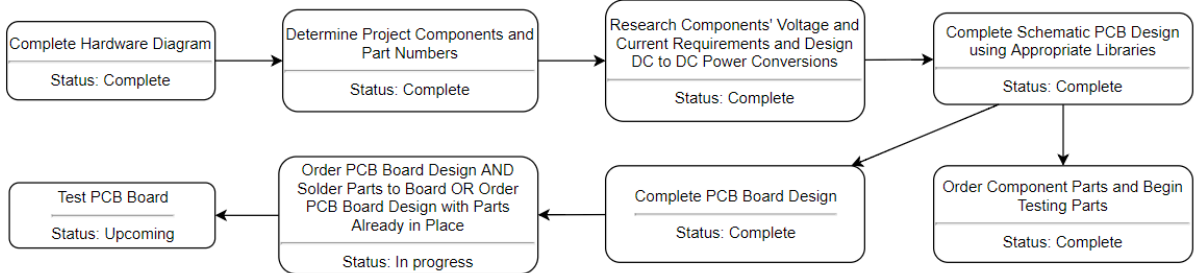 Complete Hardware Diagram
Status: Complete
Determine Project Components and
Part Numbers
Status: Complete
Research Components' Voltage and
Current Requirements and Design
DC to DC Power Conversions
Status: Complete
Complete Schematic PCB Design
using Appropriate Libraries
Status: Complete
Order Component Parts and Begin
Testing Parts
Status: Complete
Complete PCB Board Design
Status: Complete
Order PCB Board Design AND
Solder Parts to Board OR Order
PCB Board Design with Parts
Already in Place
Status: In progress
Test PCB Board
Status: Upcoming